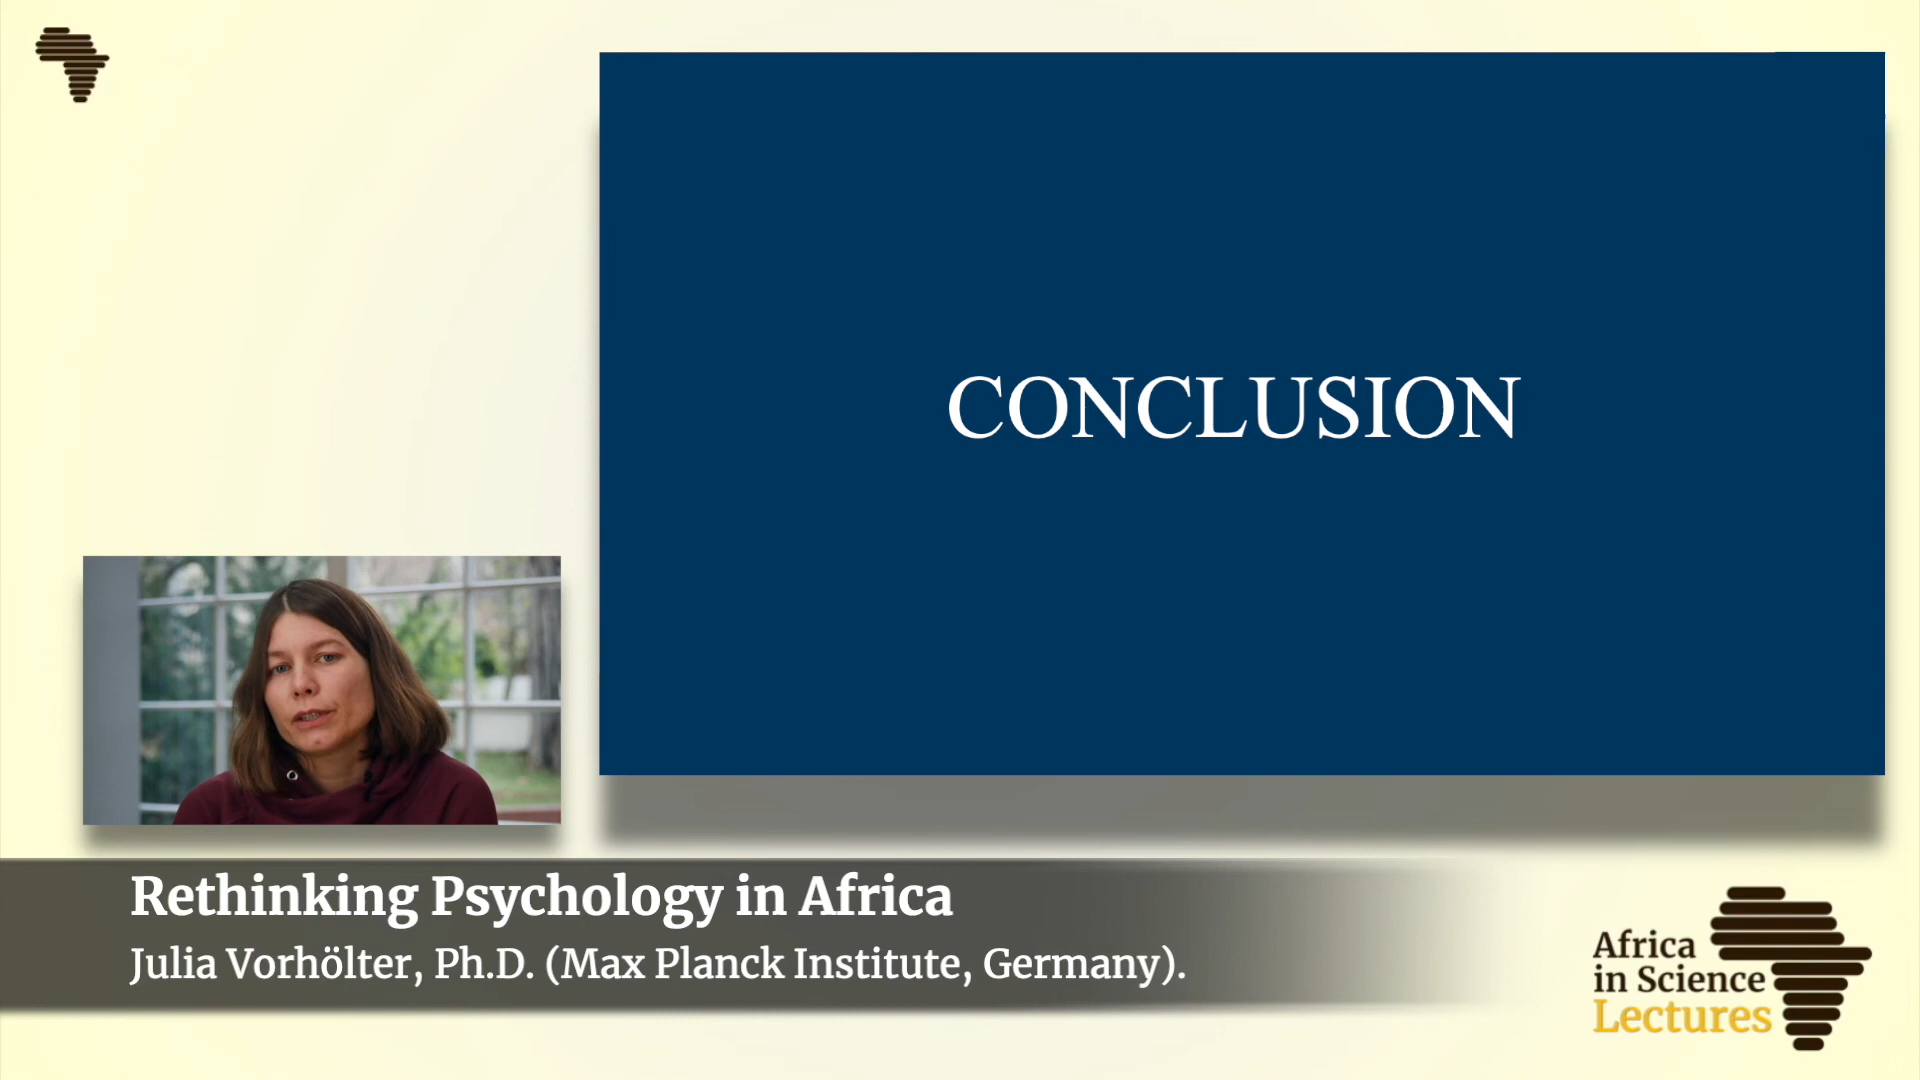 CONCLUSION
Rethinking Psychology in Africa
Julia Vorhölter, Ph.D. (Max Planck Institute, Germany).
Africa
in Science
Lectures